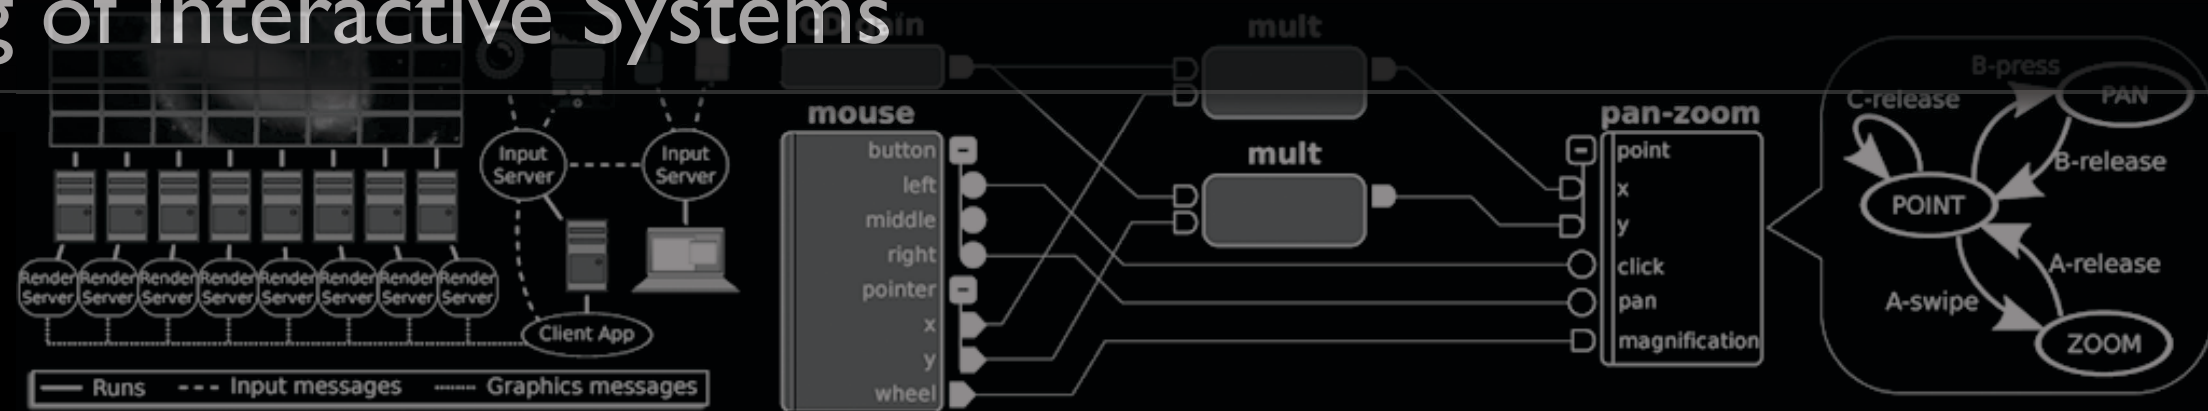 g of Interactive Systems
mult
mouse
button
left
middle
right
pointer
x
y
wheel
mult
pan-zoom
point
x
y
click
pan
magnification
B-press
PAN
C-release
B-release
POINT
A-release
A-swipe
ZOOM
Input
Server
Input
Server
Render
Server
Render
Server
Render
Server
Render
Server
Render
Server
Render
Server
Render
Server
Render
Server
Client App
Runs
Input messages
Graphics messages